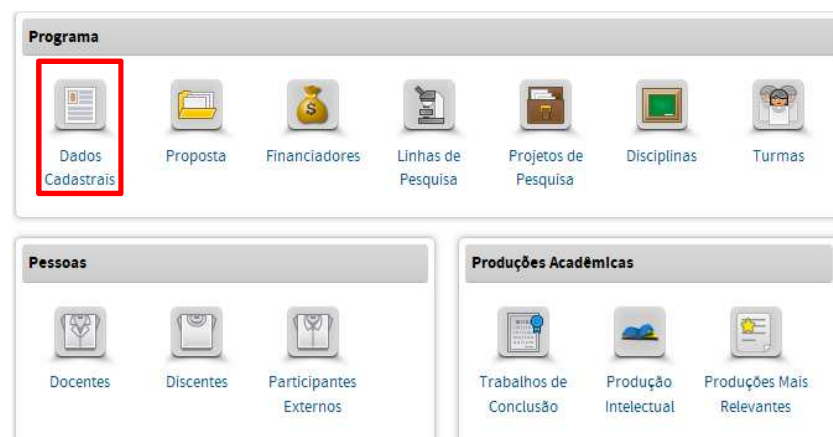 Programa
Dados Cadastrais
Proposta
Financiadores
Linhas de Pesquisa
Projetos de Pesquisa
Disciplinas
Turmas
Pessoas
Docentes
Discentes
Participantes Externos
Produções Acadêmicas
Trabalhos de Conclusão
Produção Intelectual
Produções Mais Relevantes